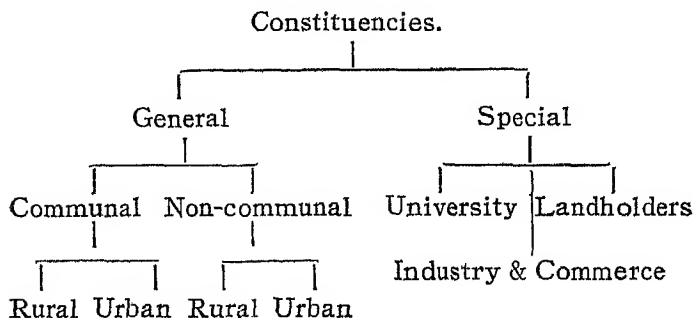 Constituencies.
General Special
Communal Non-communal University Landholders
Industry & Commerce
Rural Urban Rural Urban